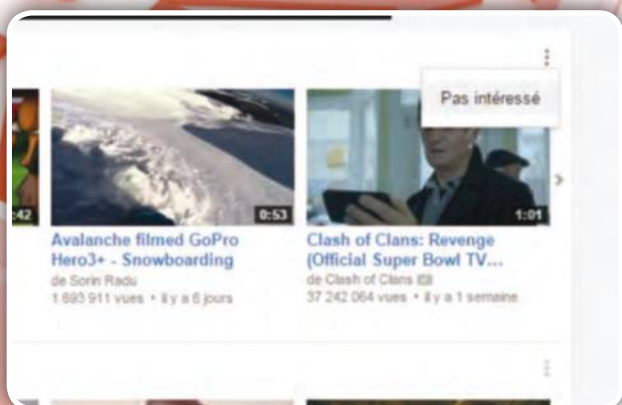 Pas intéressé
:42
0:53
1:01
Avalanche filmed GoPro
Hero3+ - Snowboarding
de Sorin Radu
1 693 911 vues • il y a 6 jours
Clash of Clans: Revenge
(Official Super Bowl TV...
de Clash of Clans
37 242 064 vues • il y a 1 semaine